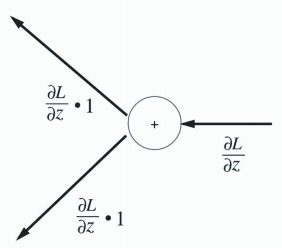 ∂L/∂z • 1
+
∂L/∂z
∂L/∂z • 1